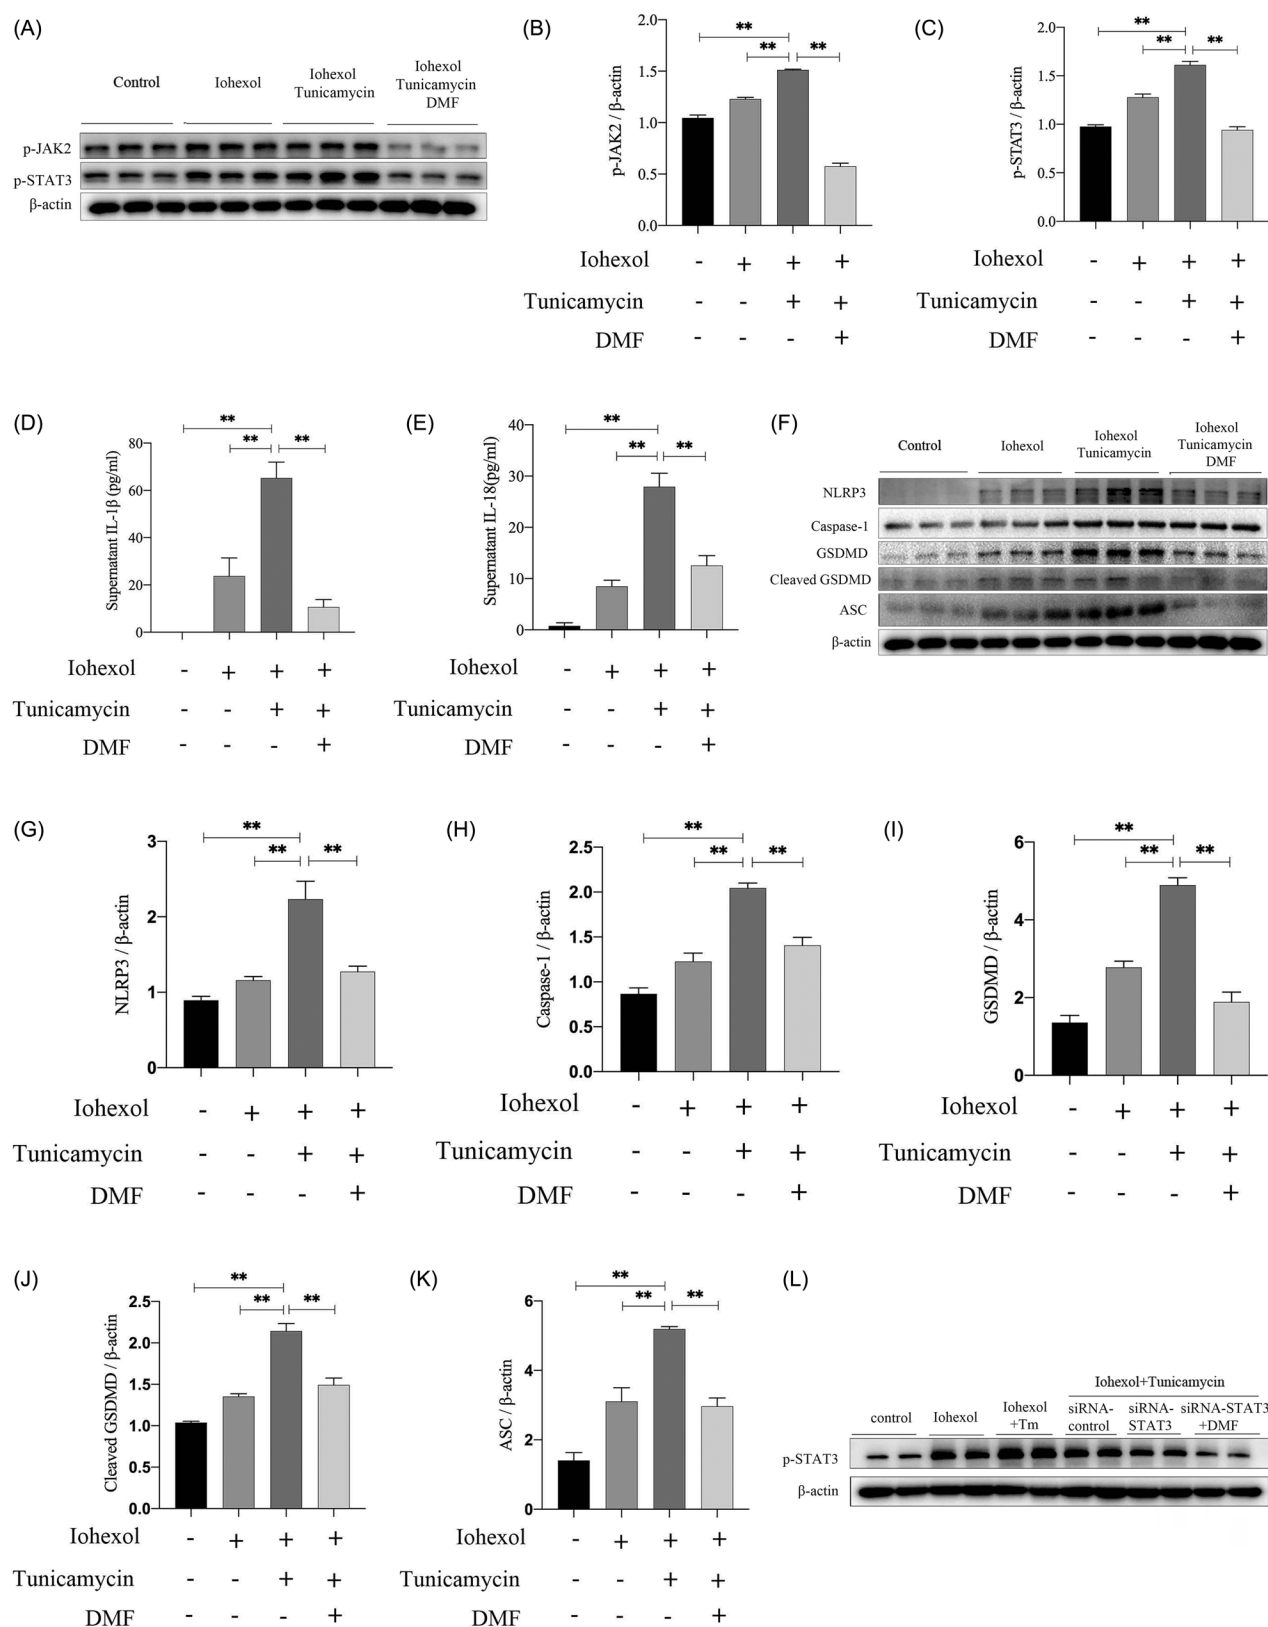 (A)
Control
Iohexol
Iohexol
Tunicamycin
Iohexol
Tunicamycin
DMF
p-JAK2
p-STAT3
β-actin
(B)
p-JAK2 / β-actin
2.0
1.5
1.0
0.5
0.0
** ** **
Iohexol - + + +
Tunicamycin - - + +
DMF - - - +
(C)
p-STAT3 / β-actin
2.0
1.5
1.0
0.5
0.0
** ** **
Iohexol - + + +
Tunicamycin - - + +
DMF - - - +
(D)
Supernatant IL-1β (pg/ml)
80
60
40
20
0
** ** **
Iohexol - + + +
Tunicamycin - - + +
DMF - - - +
(E)
Supernatant IL-18(pg/ml)
40
30
20
10
0
** ** **
Iohexol - + + +
Tunicamycin - - + +
DMF - - - +
(F)
Control
Iohexol
Iohexol
Tunicamycin
Iohexol
Tunicamycin
DMF
NLRP3
Caspase-1
GSDMD
Cleaved GSDMD
ASC
β-actin
(G)
NLRP3 / β-actin
3
2
1
0
** ** **
Iohexol - + + +
Tunicamycin - - + +
DMF - - - +
(H)
Caspase-1 / β-actin
2.5
2.0
1.5
1.0
0.5
0.0
** ** **
Iohexol - + + +
Tunicamycin - - + +
DMF - - - +
(I)
GSDMD / β-actin
6
4
2
0
** ** **
Iohexol - + + +
Tunicamycin - - + +
DMF - - - +
(J)
Cleaved GSDMD / β-actin
2.5
2.0
1.5
1.0
0.5
0.0
** ** **
Iohexol - + + +
Tunicamycin - - + +
DMF - - - +
(K)
ASC / β-actin
6
4
2
0
** ** **
Iohexol - + + +
Tunicamycin - - + +
DMF - - - +
(L)
Iohexol+Tunicamycin
control
Iohexol
Iohexol
+Tm
siRNA-
control
siRNA-
STAT3
siRNA-STAT3
+DMF
p-STAT3
β-actin